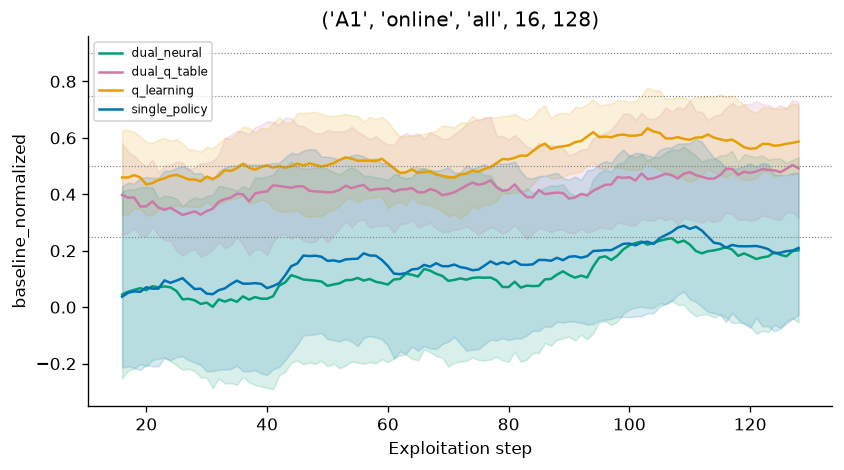 ('A1', 'online', 'all', 16, 128)
dual_neural
dual_q_table
q_learning
single_policy
baseline_normalized
0.8
0.6
0.4
0.2
0.0
−0.2
20 40 60 80 100 120
Exploitation step